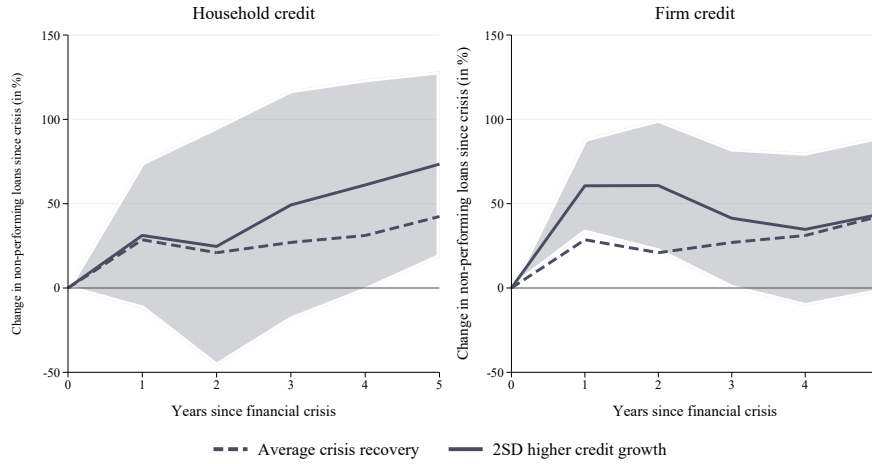 Household credit
Change in non-performing loans since crisis (in %)
150
100
50
0
-50
0 1 2 3 4 5
Years since financial crisis
Firm credit
Change in non-performing loans since crisis (in %)
150
100
50
0
-50
0 1 2 3 4
Years since financial crisis
Average crisis recovery 2SD higher credit growth